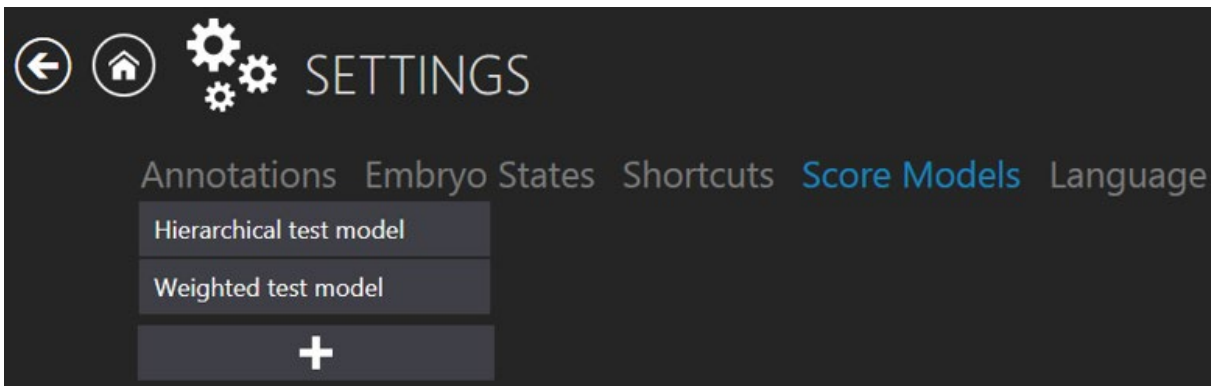 SETTINGS
Annotations Embryo States Shortcuts Score Models Language
Hierarchical test model
Weighted test model